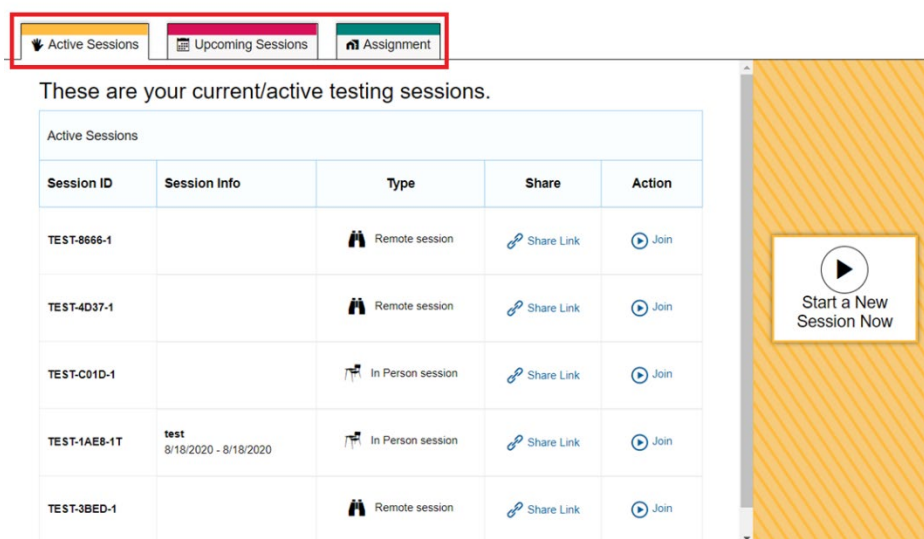 Active Sessions Upcoming Sessions Assignment
These are your current/active testing sessions.
Active Sessions
Session ID Session Info Type Share Action
TEST-8666-1 Remote session Share Link Join
TEST-4D37-1 Remote session Share Link Join
TEST-C01D-1 In Person session Share Link Join
TEST-1AE8-1T test 8/18/2020 - 8/18/2020 In Person session Share Link Join
TEST-3BED-1 Remote session Share Link Join
Start a New
Session Now